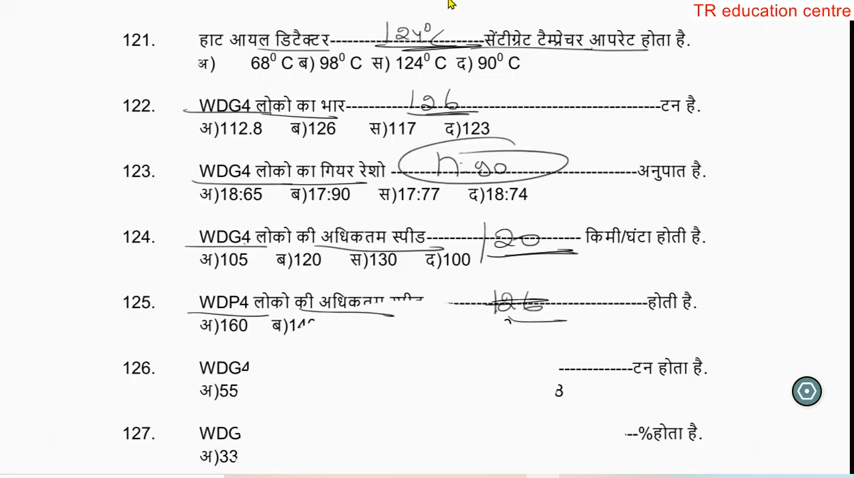 TR education centre
121. हाट आयल डिटैक्टर-----------124°C-----------सेंटीग्रेट टैम्प्रेचर आपरेट होता है.
अ) 68⁰ C ब) 98⁰ C स) 124⁰ C द) 90⁰ C
122. WDG4 लोको का भार-----------126-----------टन है.
अ)112.8 ब)126 स)117 द)123
123. WDG4 लोको का गियर रेशो ----------------------अनुपात है.
अ)18:65 ब)17:90 स)17:77 द)18:74
124. WDG4 लोको की अधिकतम स्पीड-----------120----------- किमी/घंटा होती है.
अ)105 ब)120 स)130 द)100
125. WDP4 लोको की -----------126-----------होती है.
अ)160
126. WDG4 -----------टन होता है.
अ)55
127. WDG --%होता है.
अ)33